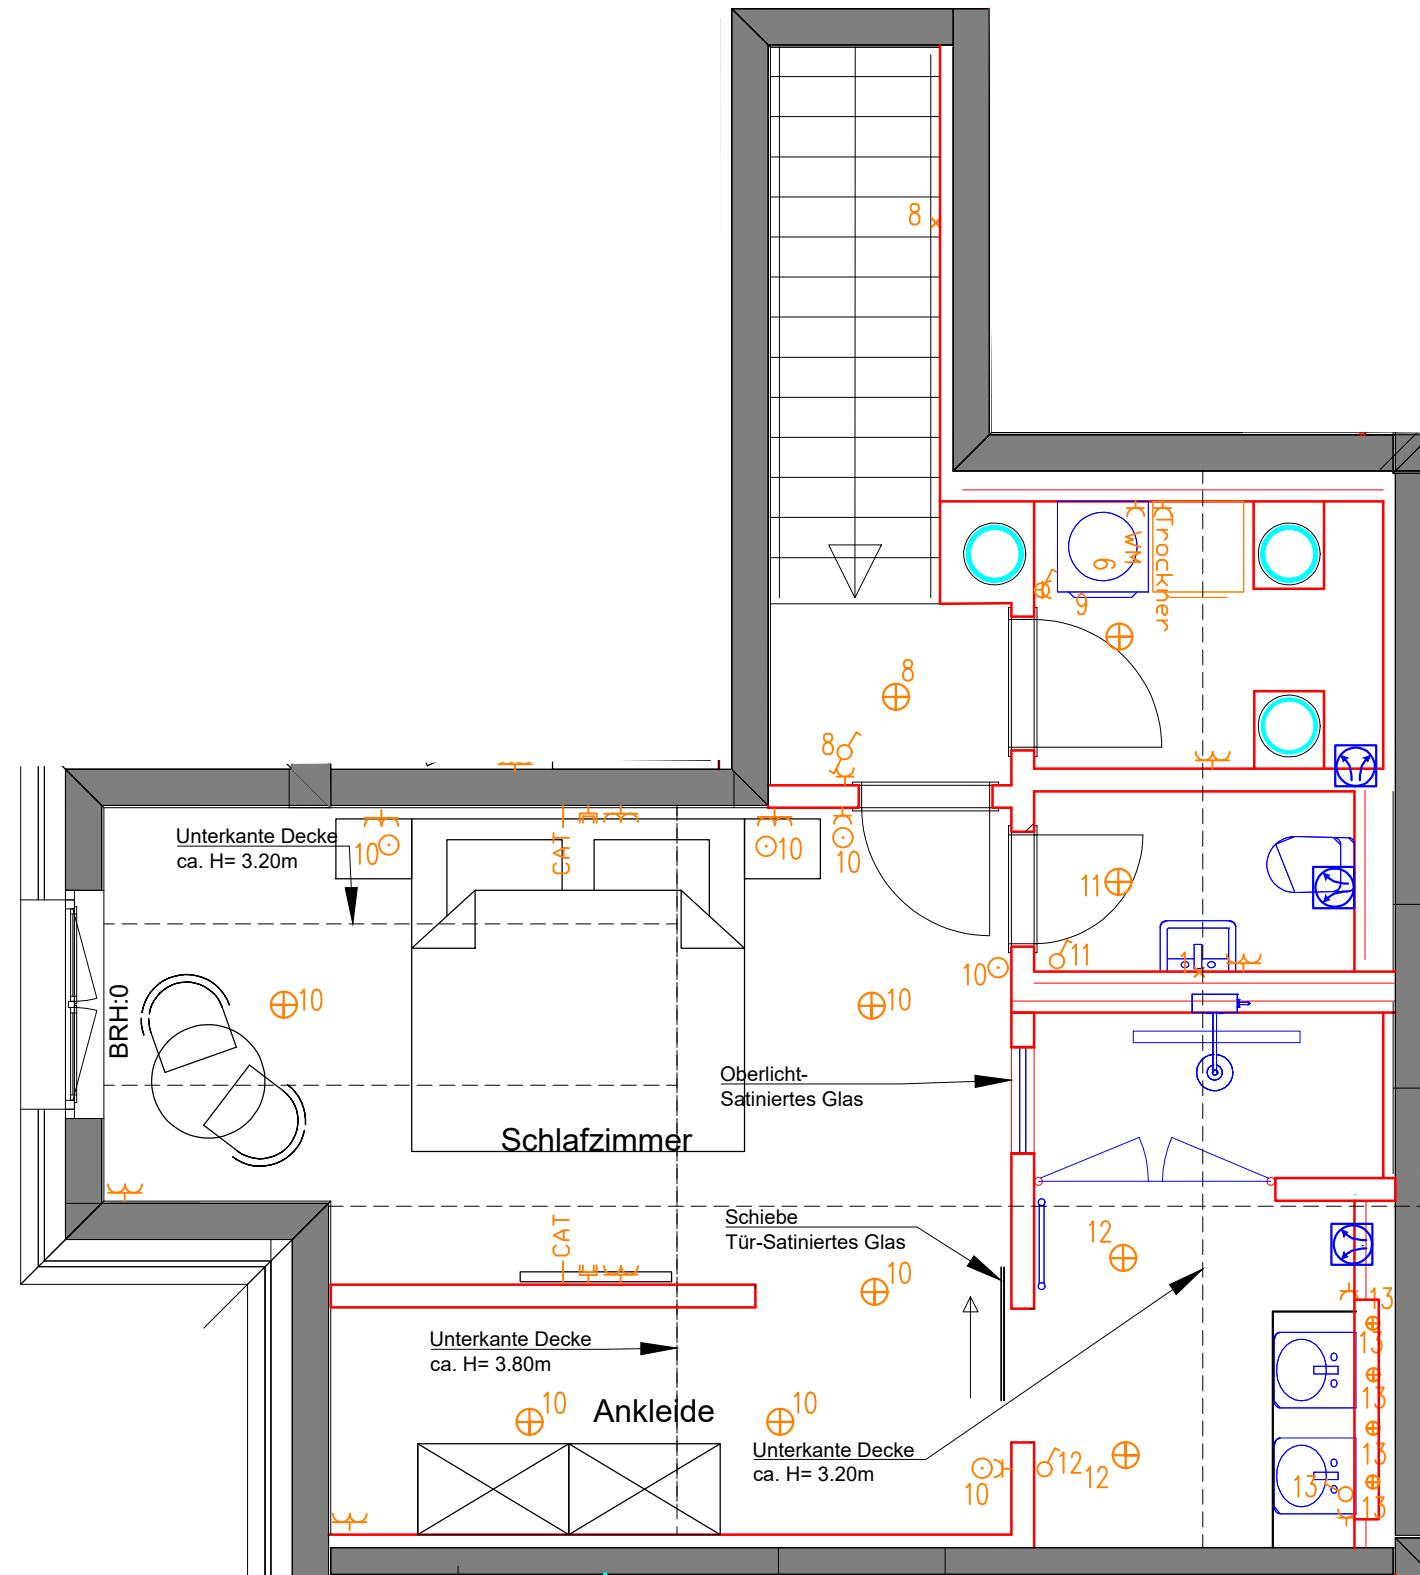 8
WM
Trockner
6
9
8
8
Unterkante Decke
ca. H= 3.20m
10
CAT
10
10
11
11
10
1
10
10
BRH:0
Oberlicht-
Satiniertes Glas
Schlafzimmer
Schiebe
Tür-Satiniertes Glas
CAT
12
10
13
Unterkante Decke
ca. H= 3.80m
13
10
Ankleide
10
13
Unterkante Decke
ca. H= 3.20m
12
12
13
10
13
13